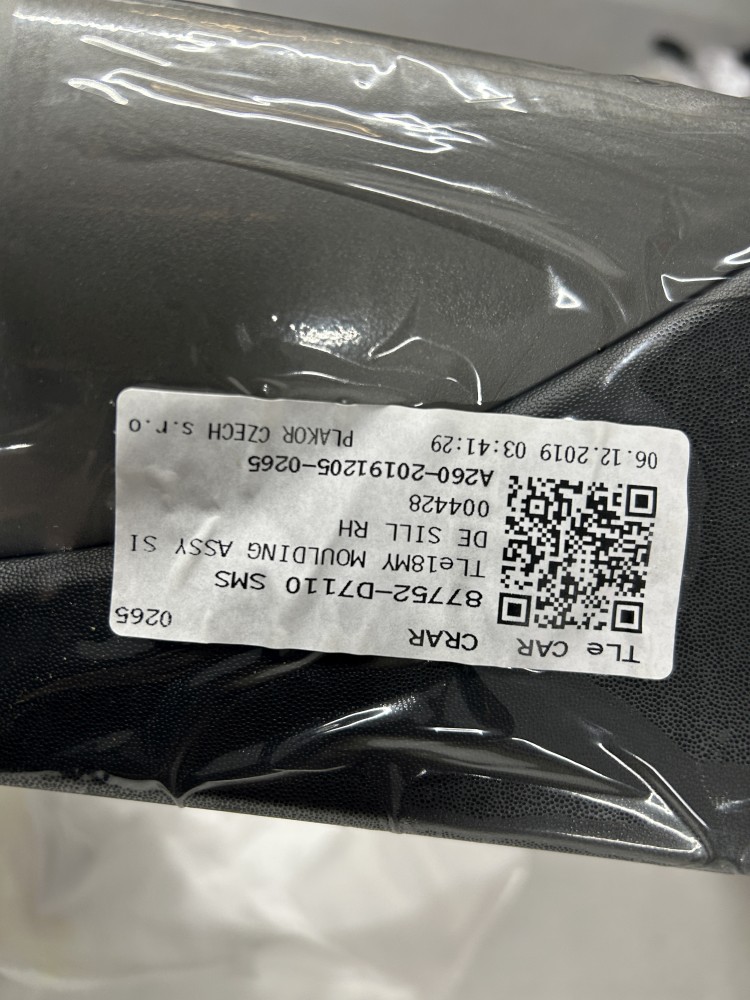 TLe CAR CRAR 0265
87752-D7110 SMS
TLe18MY MOULDING ASSY SI
DE SILL RH
004428
A260-20191205-0265
06.12.2019 03:41:29 PLAKOR CZECH s.r.o